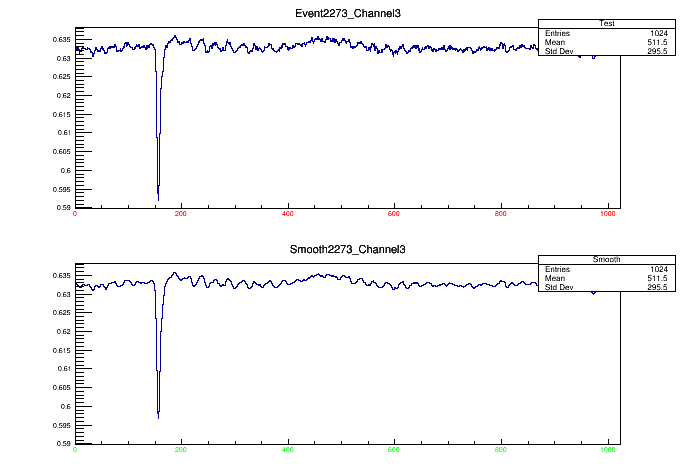 Event2273_Channel3
Test
Entries 1024
Mean 511.5
Std Dev 295.5
0.635
0.63
0.625
0.62
0.615
0.61
0.605
0.6
0.595
0.59
0 200 400 600 800 1000
Smooth2273_Channel3
Smooth
Entries 1024
Mean 511.5
Std Dev 295.5
0.635
0.63
0.625
0.62
0.615
0.61
0.605
0.6
0.595
0.59
0 200 400 600 800 1000